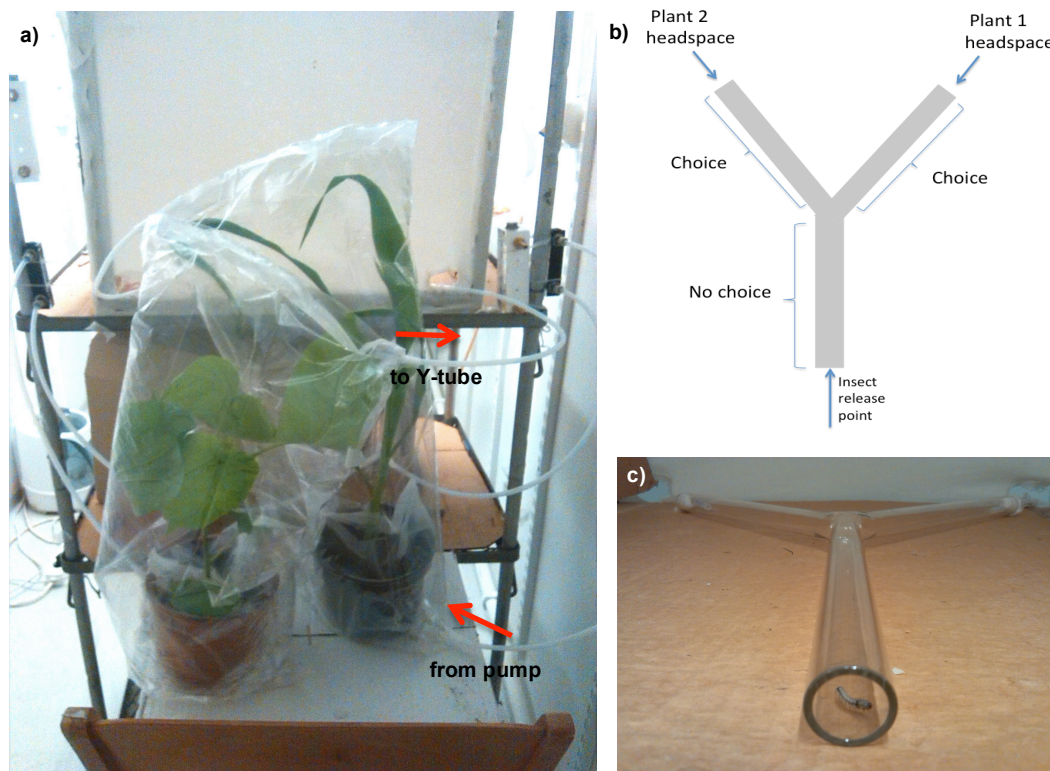 a)
to Y-tube
from pump
b)
Plant 2
headspace
Plant 1
headspace
Choice
Choice
No choice
Insect
release
point
c)